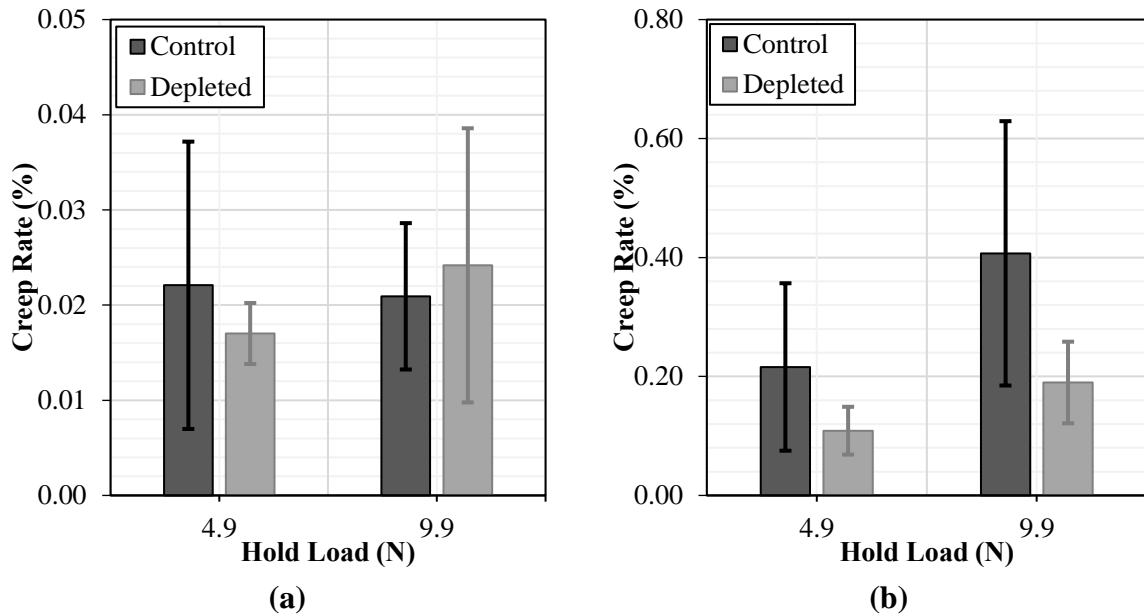 0.05
0.04
0.03
0.02
0.01
0.00
Creep Rate (%)
Control
Depleted
4.9
9.9
Hold Load (N)
(a)
0.80
0.60
0.40
0.20
0.00
Creep Rate (%)
Control
Depleted
4.9
9.9
Hold Load (N)
(b)